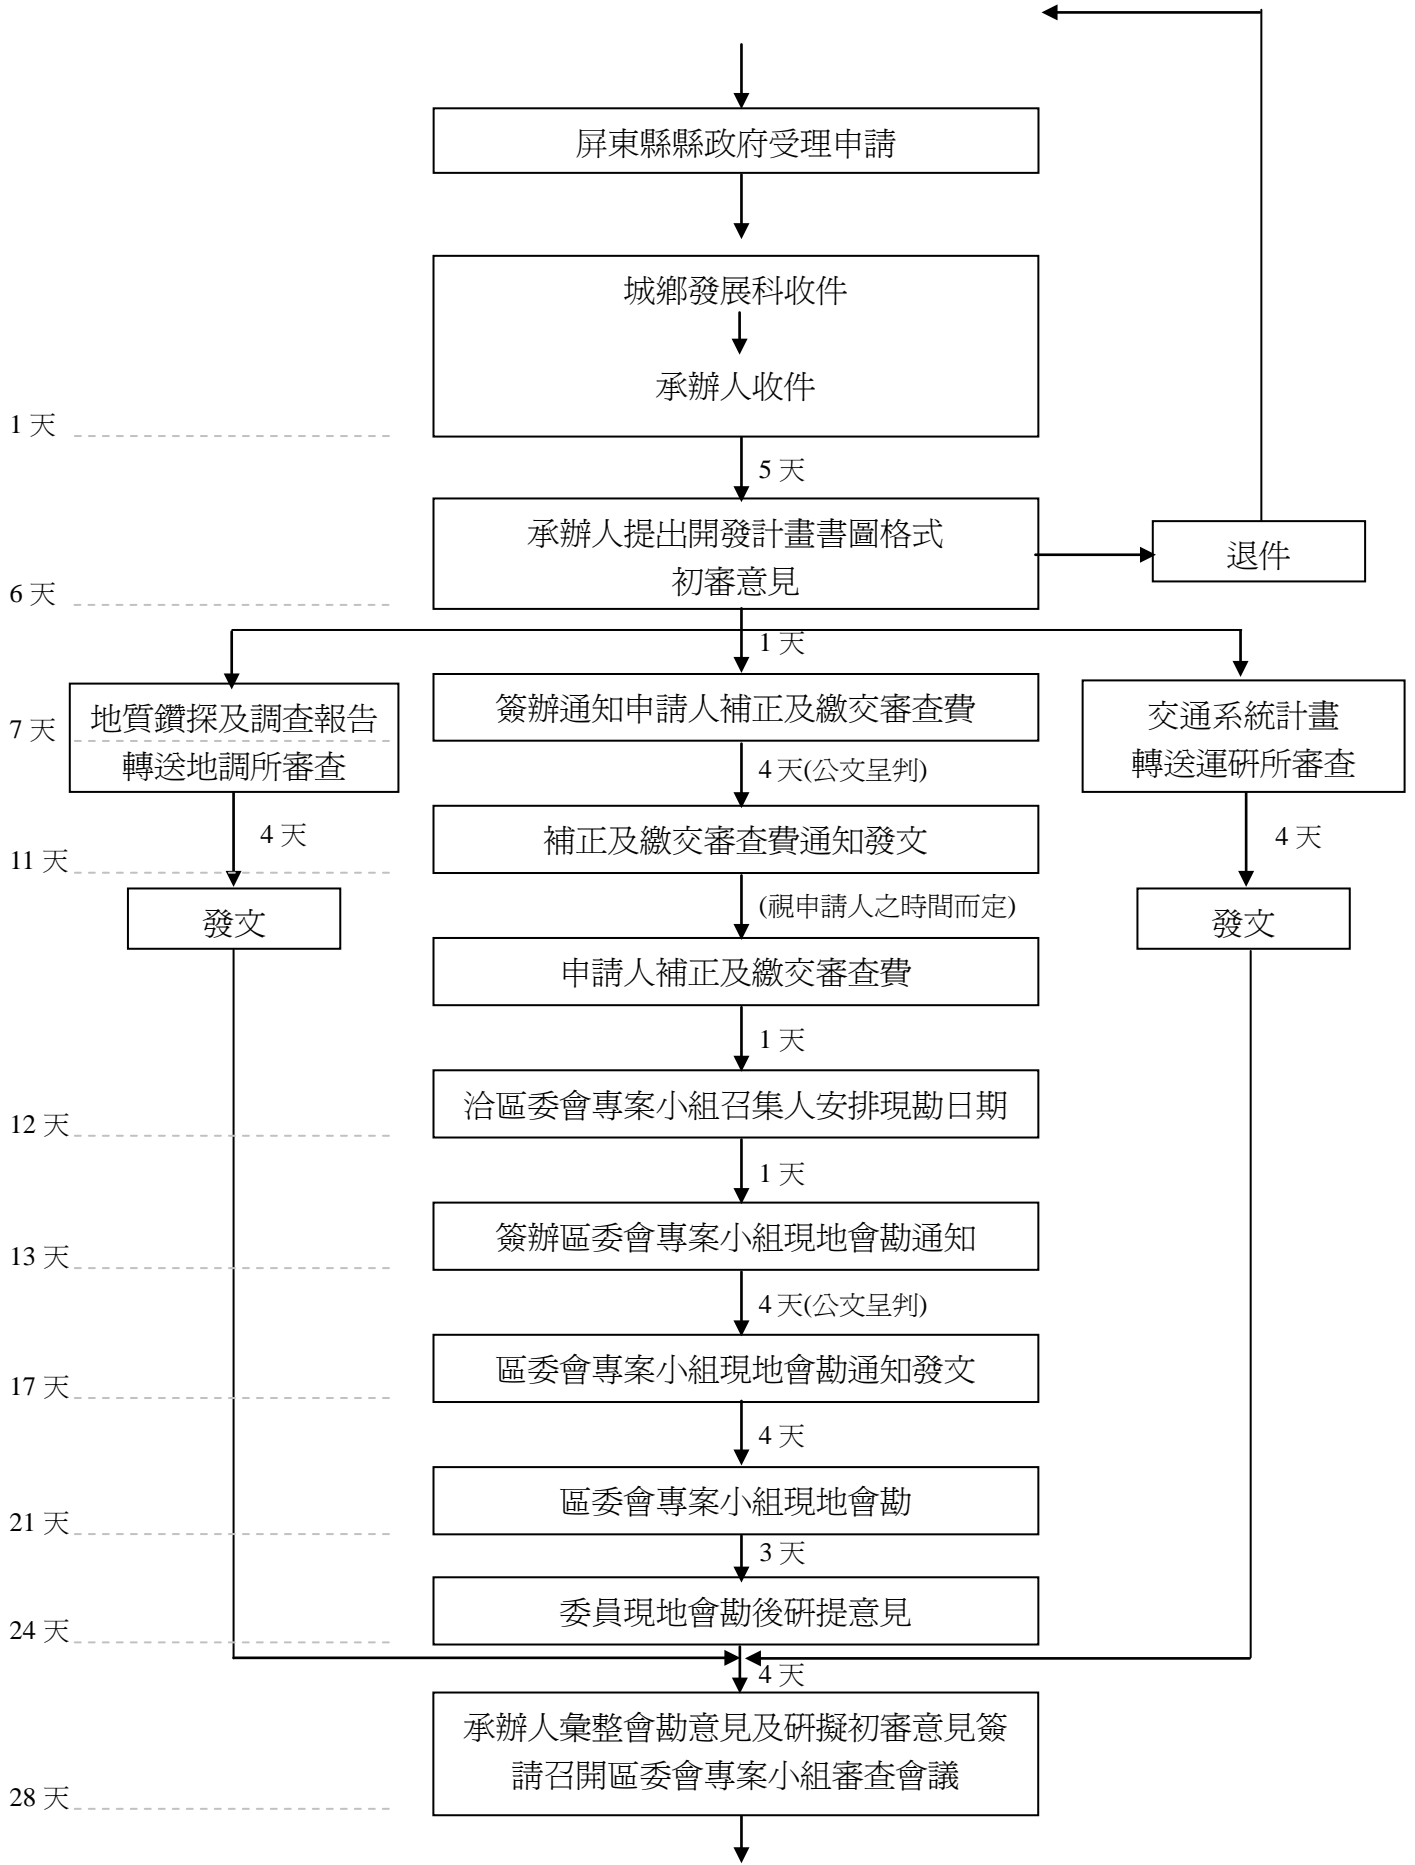 屏東縣縣政府受理申請
城鄉發展科收件
承辦人收件
1 天
5 天
承辦人提出開發計畫書圖格式
初審意見
退件
6 天
1 天
地質鑽探及調查報告
轉送地調所審查
簽辦通知申請人補正及繳交審查費
交通系統計畫
轉送運研所審查
7 天
4 天(公文呈判)
4 天
4 天
補正及繳交審查費通知發文
11 天
(視申請人之時間而定)
發文
發文
申請人補正及繳交審查費
1 天
洽區委會專案小組召集人安排現勘日期
12 天
1 天
簽辦區委會專案小組現地會勘通知
13 天
4 天(公文呈判)
區委會專案小組現地會勘通知發文
17 天
4 天
區委會專案小組現地會勘
21 天
3 天
委員現地會勘後研提意見
24 天
4 天
承辦人彙整會勘意見及研擬初審意見簽
請召開區委會專案小組審查會議
28 天